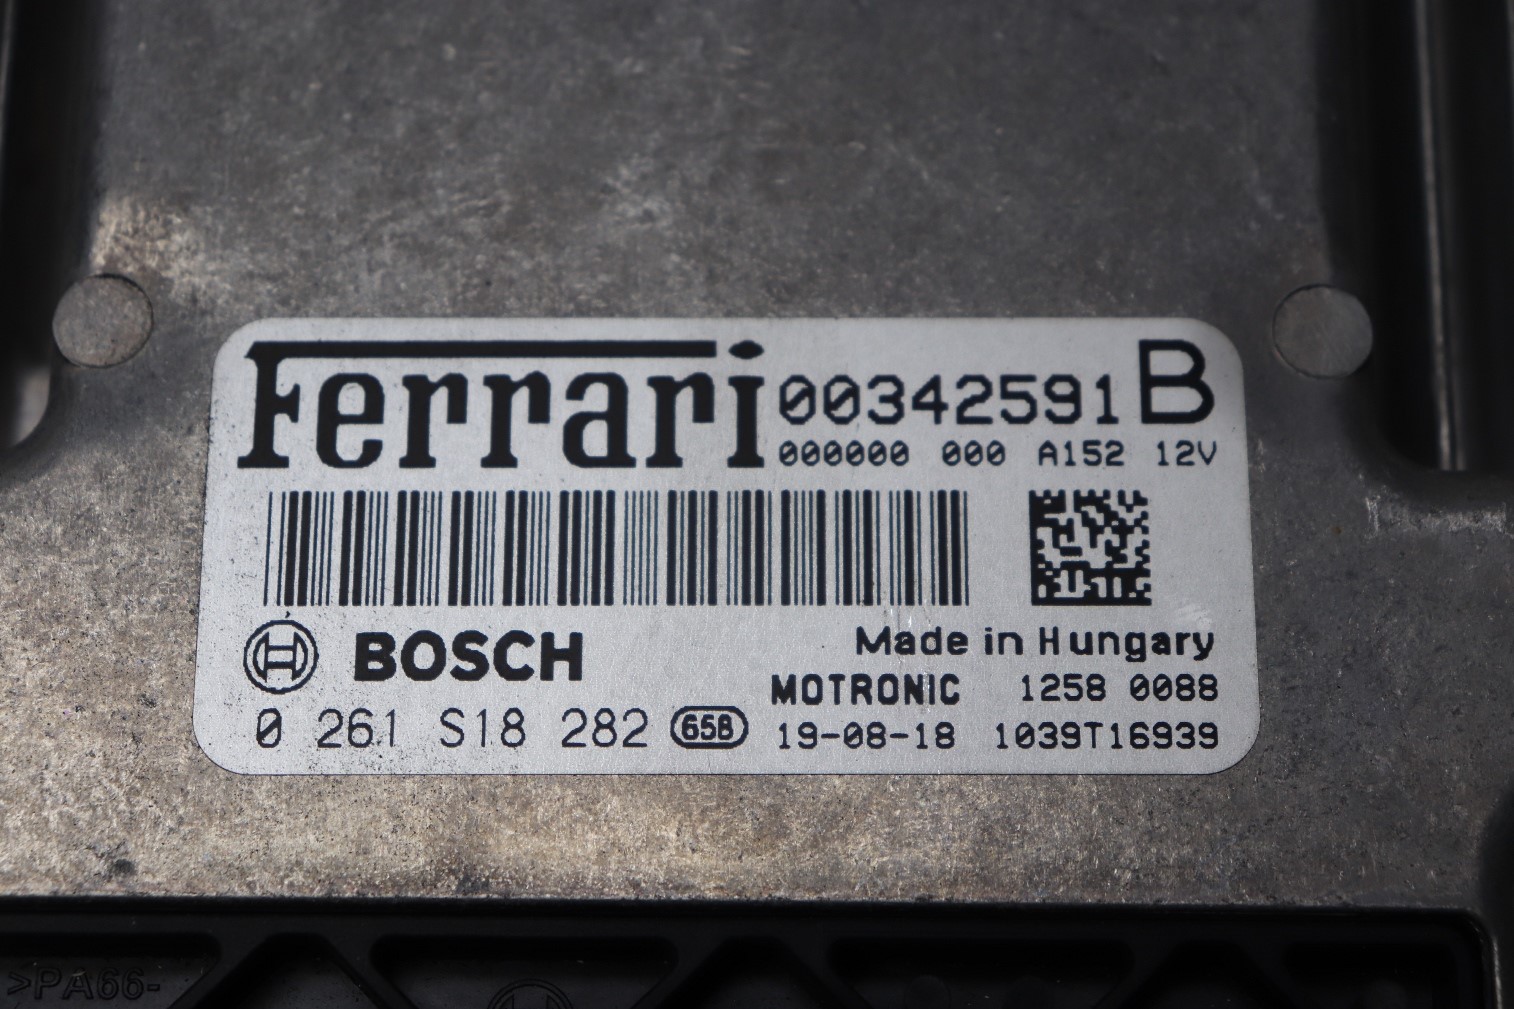 Ferrari 00342591 B
000000 000 A152 12V
BOSCH
Made in Hungary
MOTRONIC 1258 0088
0 261 S18 282 65B 19-08-18 1039T16939
>PA66-